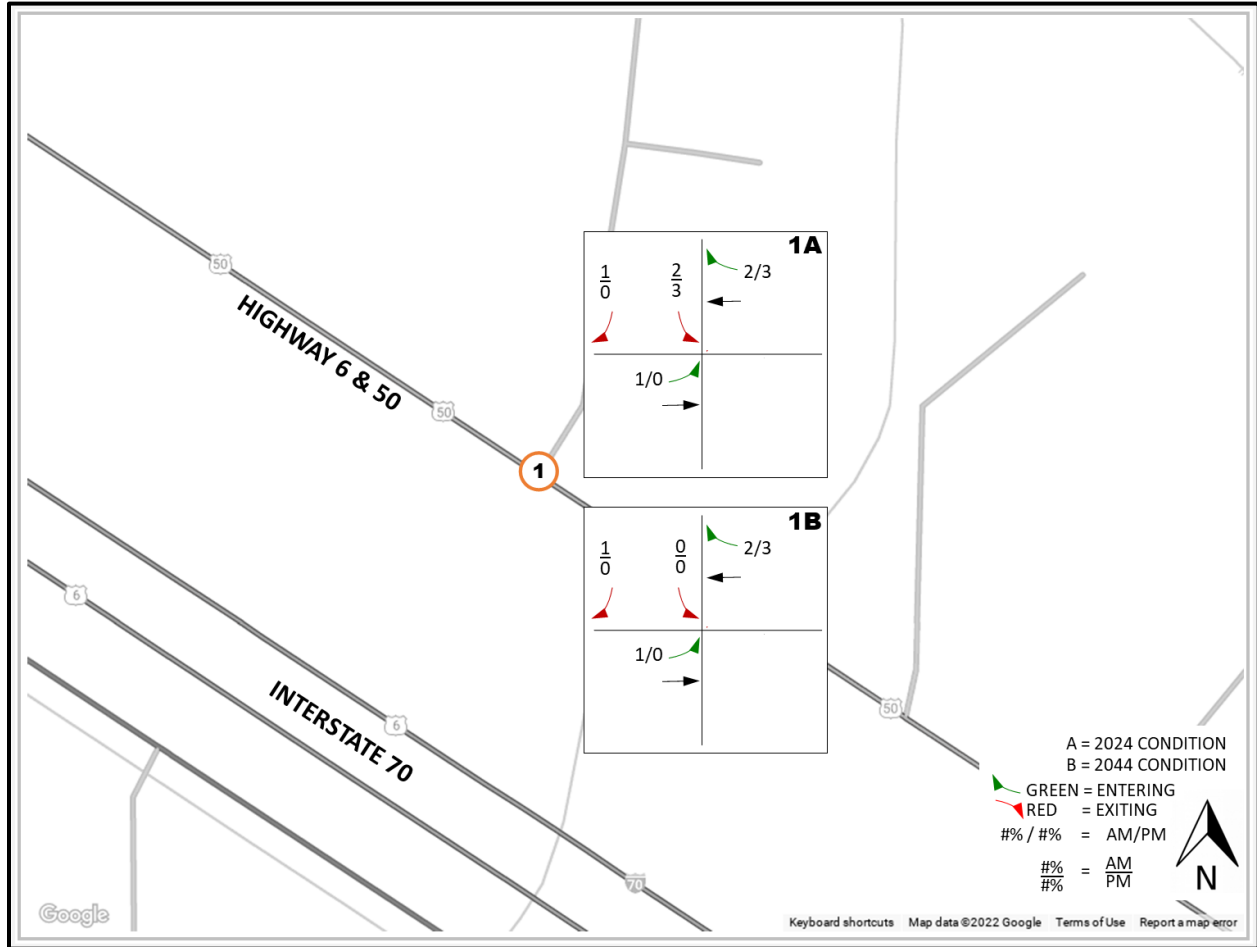 50
HIGHWAY 6 & 50
50
1
1A
1
0
2
3
2/3
1/0
1B
1
0
0
0
2/3
1/0
6
INTERSTATE 70
6
50
70
A = 2024 CONDITION
B = 2044 CONDITION
GREEN = ENTERING
RED = EXITING
#% / #% = AM/PM
#%
#%
=
AM
PM
N
Google
Keyboard shortcuts Map data ©2022 Google Terms of Use Report a map error